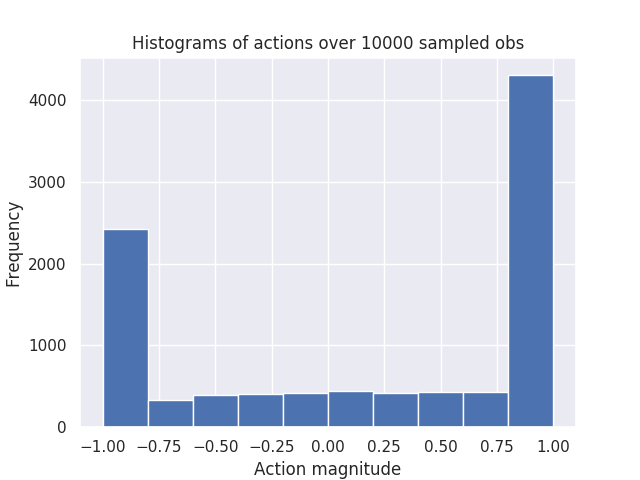 Histograms of actions over 10000 sampled obs
4000
3000
2000
1000
0
Frequency
−1.00 −0.75 −0.50 −0.25 0.00 0.25 0.50 0.75 1.00
Action magnitude